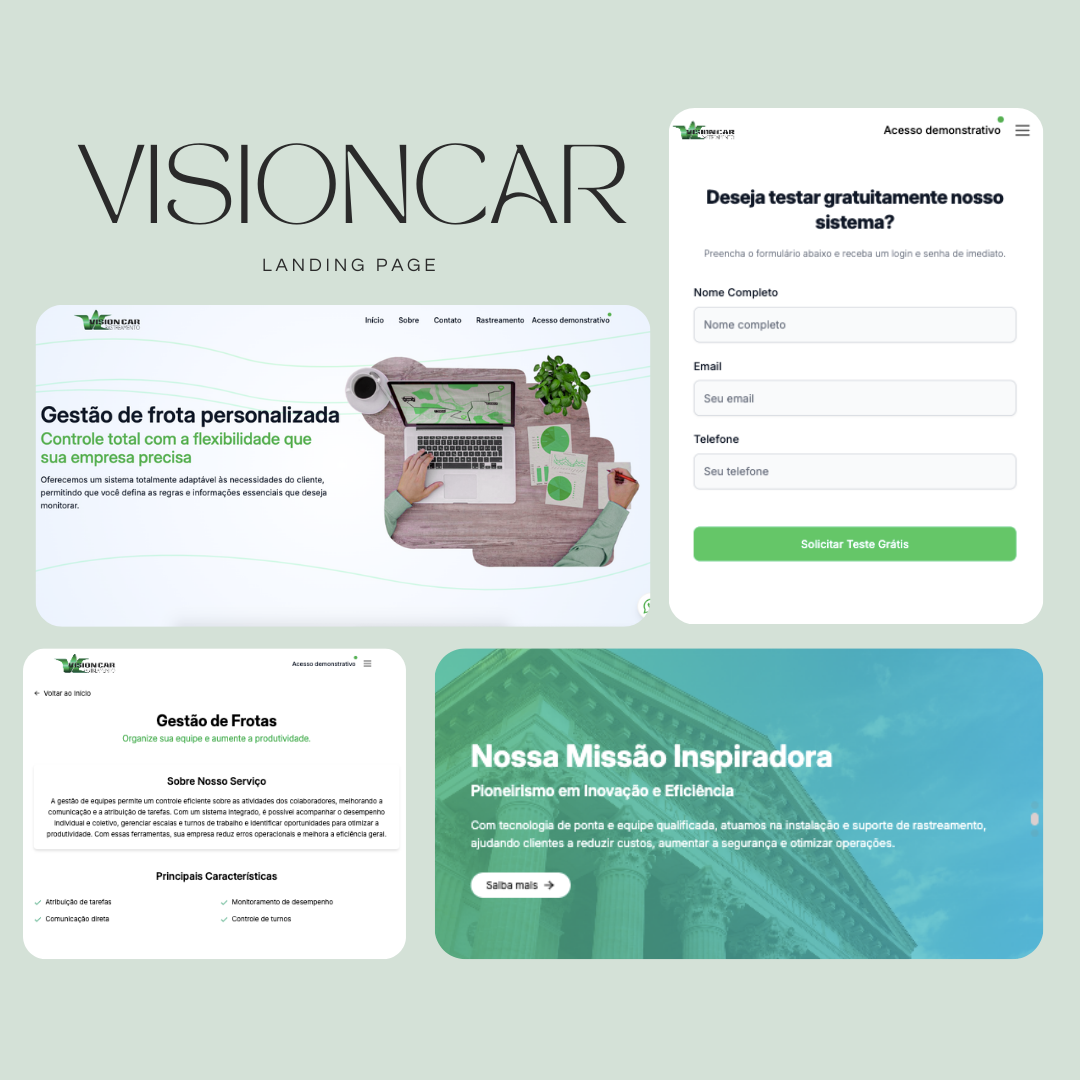 VISIONCAR
LANDING PAGE
VISION CAR
RASTREAMENTO
Início Sobre Contato Rastreamento Acesso demonstrativo
Gestão de frota personalizada
Controle total com a flexibilidade que
sua empresa precisa
Oferecemos um sistema totalmente adaptável às necessidades do cliente,
permitindo que você defina as regras e informações essenciais que deseja
monitorar.
VISION CAR
Acesso demonstrativo
Deseja testar gratuitamente nosso
sistema?
Preencha o formulário abaixo e receba um login e senha de imediato.
Nome Completo
Nome completo
Email
Seu email
Telefone
Seu telefone
Solicitar Teste Grátis
VISION CAR
Acesso demonstrativo
← Voltar ao início
Gestão de Frotas
Organize sua equipe e aumente a produtividade.
Sobre Nosso Serviço
A gestão de equipes permite um controle eficiente sobre as atividades dos colaboradores, melhorando a
comunicação e a atribuição de tarefas. Com um sistema integrado, é possível acompanhar o desempenho
individual e coletivo, gerenciar escalas e turnos de trabalho e identificar oportunidades para otimizar a
produtividade. Com essas ferramentas, sua empresa reduz erros operacionais e melhora a eficiência geral.
Principais Características
Atribuição de tarefas
Monitoramento de desempenho
Comunicação direta
Controle de turnos
Nossa Missão Inspiradora
Pioneirismo em Inovação e Eficiência
Com tecnologia de ponta e equipe qualificada, atuamos na instalação e suporte de rastreamento,
ajudando clientes a reduzir custos, aumentar a segurança e otimizar operações.
Saiba mais →